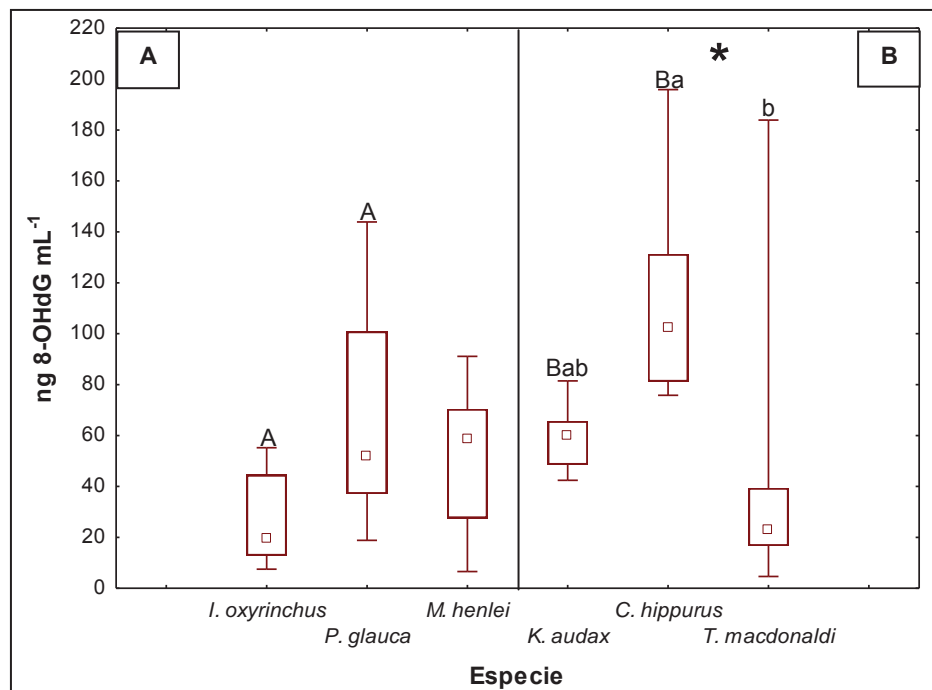 220
200
180
160
140
120
100
80
60
40
20
0
ng 8-OHdG mL⁻¹
A
B
*
A
A
Bab
Ba
b
I. oxyrinchus
P. glauca
M. henlei
K. audax
C. hippurus
T. macdonaldi
Especie